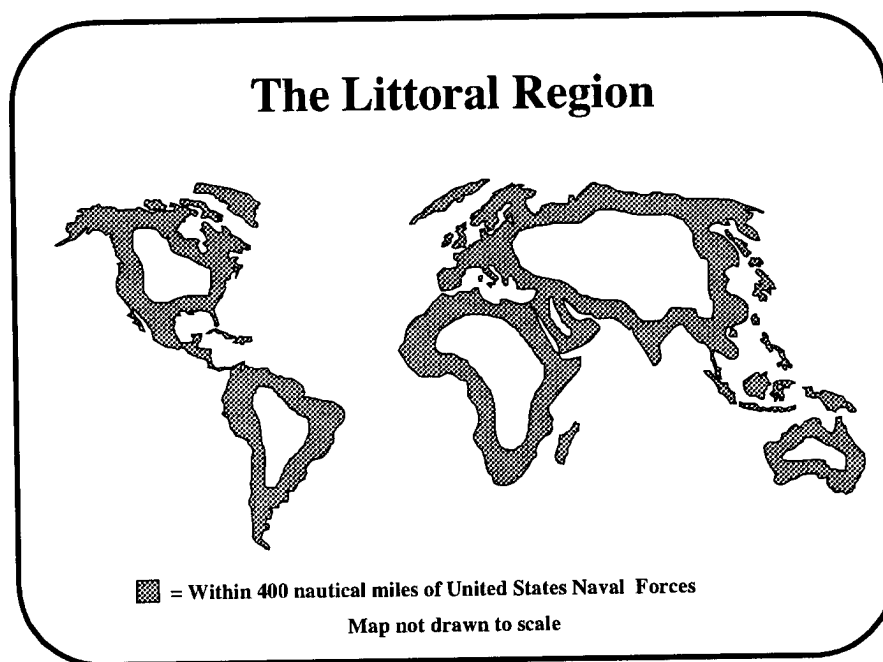 The Littoral Region
= Within 400 nautical miles of United States Naval Forces
Map not drawn to scale